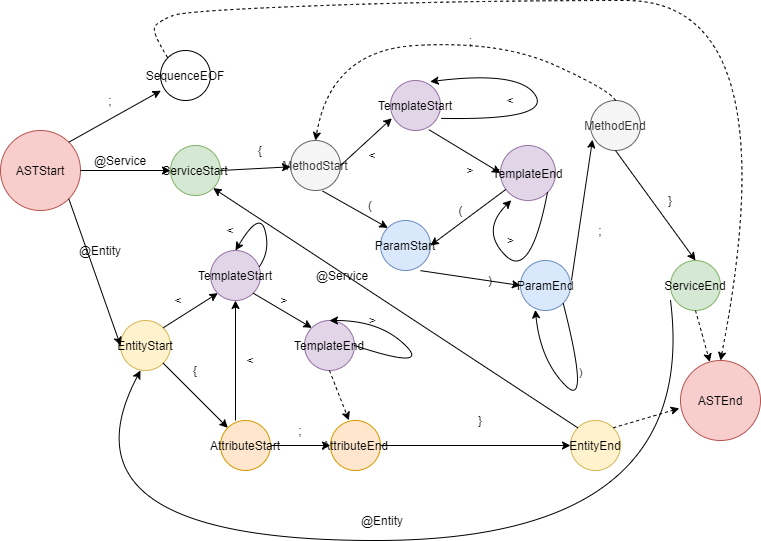 :
SequenceEOF
;
<
TemplateStart
MethodEnd
@Service
{
ASTStart
ServiceStart
MethodStart
<
>
TemplateEnd
}
(
(
;
ParamStart
>
<
@Entity
TemplateStart
@Service
)
ParamEnd
ServiceEnd
<
>
>
EntityStart
TemplateEnd
<
{
)
ASTEnd
;
}
AttributeStart
AttributeEnd
EntityEnd
@Entity